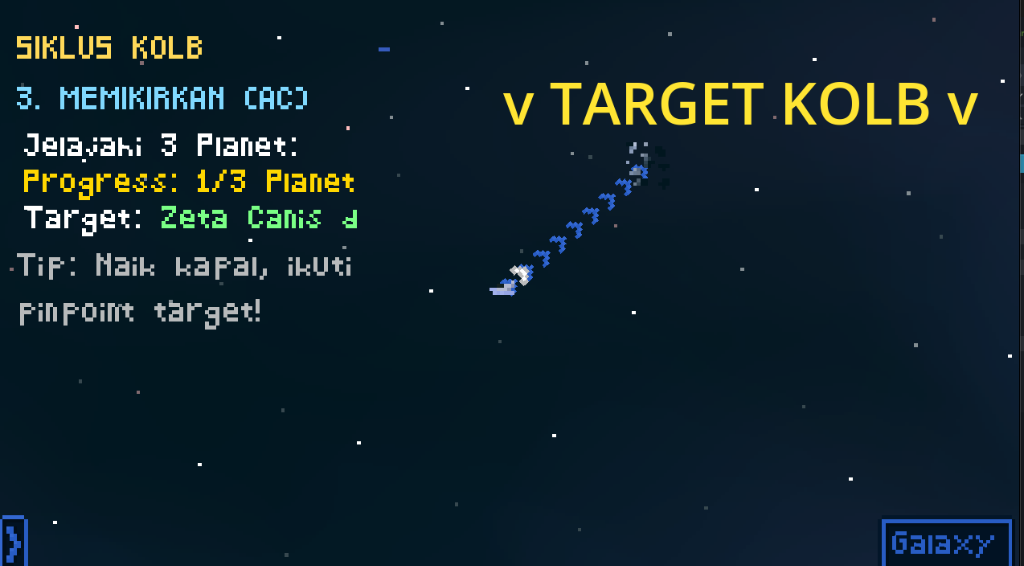 SIKLUS KOLB
3. MEMIKIRKAN (AC)
Jelajahi 3 Planet:
Progress: 1/3 Planet
Target: Zeta Canis d
Tip: Naik kapal, ikuti
pinpoint target!
v TARGET KOLB v
Galaxy